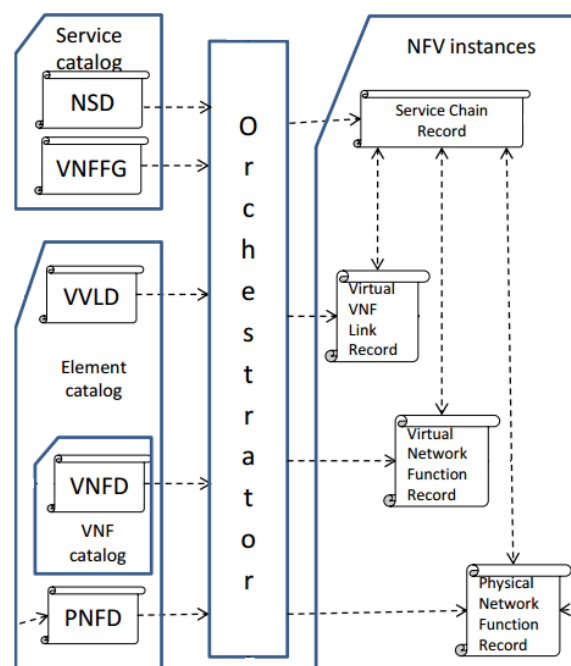 Service
catalog
NSD
VNFFG
VVLD
Element
catalog
VNFD
VNF
catalog
PNFD
O
r
c
h
e
s
t
r
a
t
o
r
NFV instances
Service Chain
Record
Virtual
VNF
Link
Record
Virtual
Network
Function
Record
Physical
Network
Function
Record